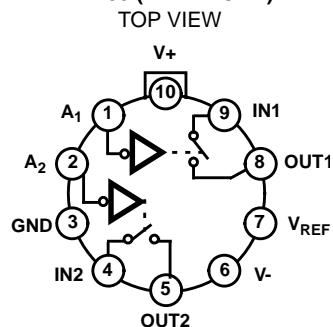 TOP VIEW
V+
10
A1
1
9
IN1
A2
2
8
OUT1
GND
3
7
VREF
IN2
4
6
V-
5
OUT2